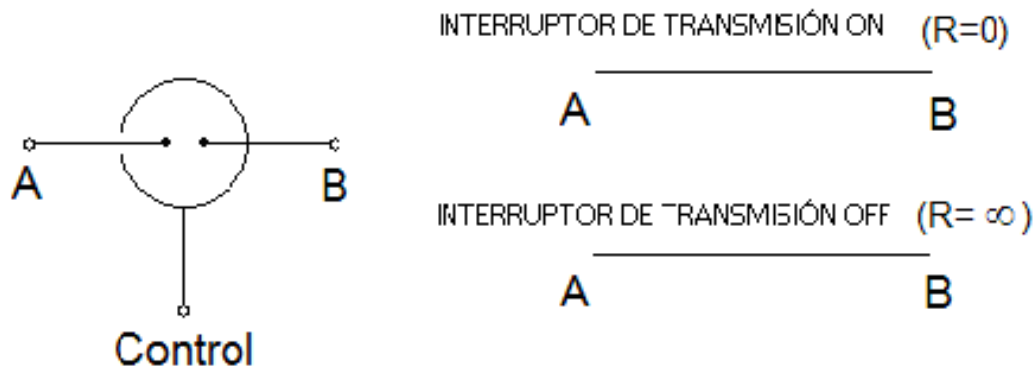 INTERRUPTOR DE TRANSMISIÓN ON (R=0)
A B
A B
Control
INTERRUPTOR DE TRANSMISIÓN OFF (R= ∞)
A B